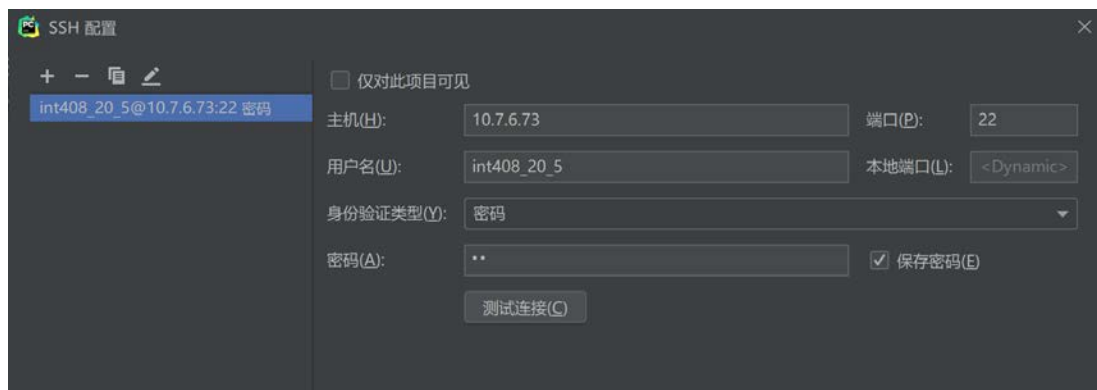 SSH 配置
int408_20_5@10.7.6.73:22 密码
仅对此项目可见
主机(H): 10.7.6.73 端口(P): 22
用户名(U): int408_20_5 本地端口(L): <Dynamic>
身份验证类型(Y): 密码
密码(A): •• 保存密码(E)
测试连接(C)